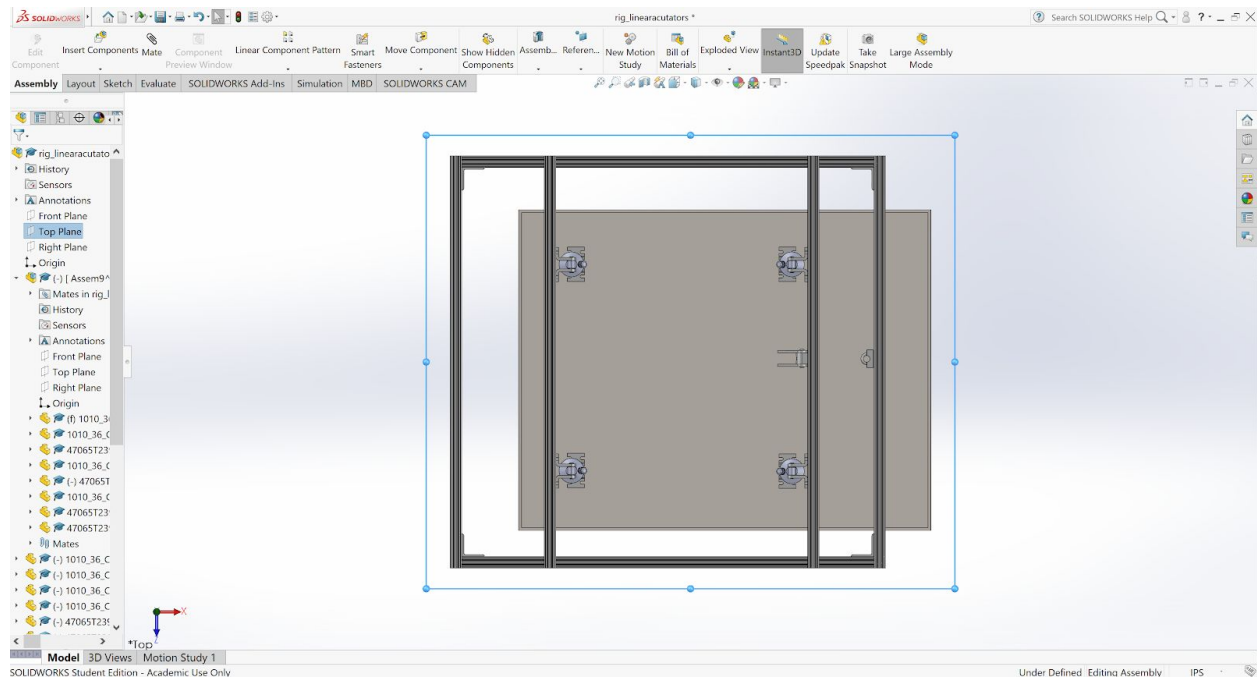 SOLIDWORKS
rig_linearacutators *
Search SOLIDWORKS Help
Edit Component
Insert Components
Mate
Component Preview Window
Linear Component Pattern
Smart Fasteners
Move Component
Show Hidden Components
Assemb...
Referen...
New Motion Study
Bill of Materials
Exploded View
Instant3D
Update Speedpak
Take Snapshot
Large Assembly Mode
Assembly
Layout
Sketch
Evaluate
SOLIDWORKS Add-Ins
Simulation
MBD
SOLIDWORKS CAM
rig_linearacutato
History
Sensors
Annotations
Front Plane
Top Plane
Right Plane
Origin
(-) [ Assem9^
Mates in rig_l
History
Sensors
Annotations
Front Plane
Top Plane
Right Plane
Origin
(f) 1010_3
1010_36_C
47065T23
1010_36_C
(-) 47065T
1010_36_C
47065T23
47065T23
Mates
(-) 1010_36_C
(-) 1010_36_C
(-) 1010_36_C
(-) 1010_36_C
(-) 47065T23
X
*Top
Model
3D Views
Motion Study 1
SOLIDWORKS Student Edition - Academic Use Only
Under Defined
Editing Assembly
IPS